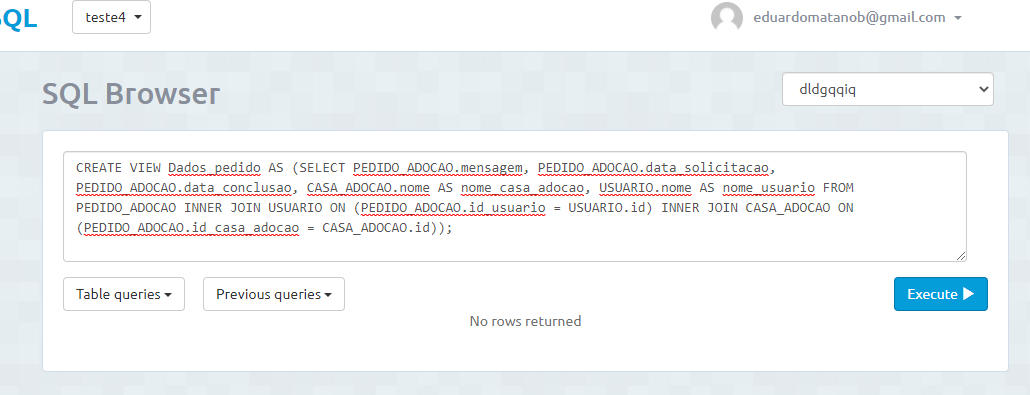 SQL
teste4
eduardomatanob@gmail.com
SQL Browser
dldgqqiq
CREATE VIEW Dados_pedido AS (SELECT PEDIDO_ADOCAO.mensagem, PEDIDO_ADOCAO.data_solicitacao,
PEDIDO_ADOCAO.data_conclusao, CASA_ADOCAO.nome AS nome_casa_adocao, USUARIO.nome AS nome_usuario FROM
PEDIDO_ADOCAO INNER JOIN USUARIO ON (PEDIDO_ADOCAO.id_usuario = USUARIO.id) INNER JOIN CASA_ADOCAO ON
(PEDIDO_ADOCAO.id_casa_adocao = CASA_ADOCAO.id));
Table queries
Previous queries
Execute
No rows returned